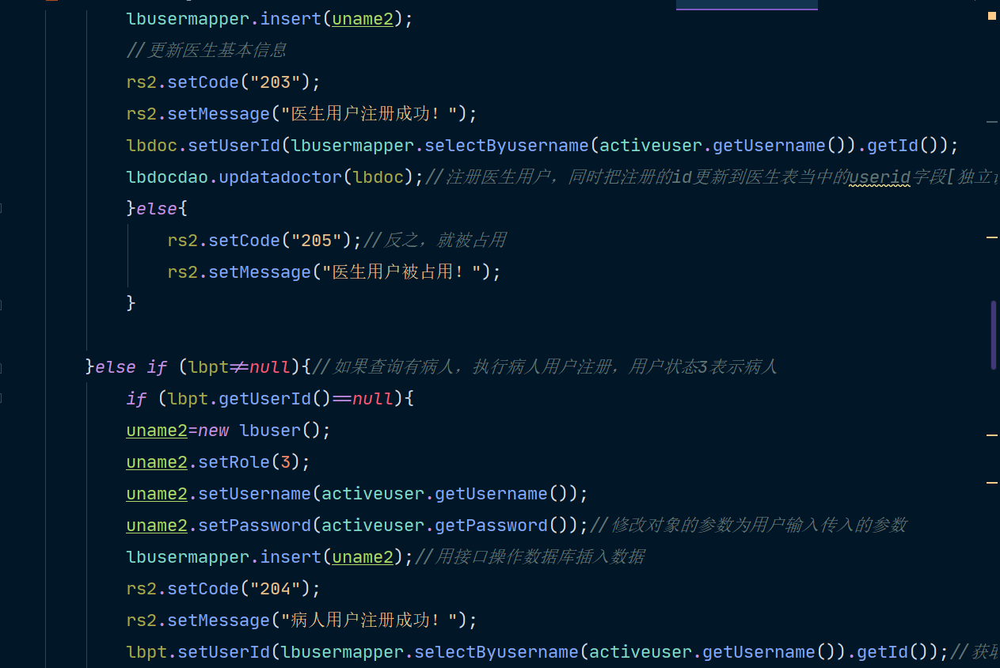 lbusermapper.insert(uname2);
//更新医生基本信息
rs2.setCode("203");
rs2.setMessage("医生用户注册成功！");
lbdoc.setUserId(lbusermapper.selectByusername(activeuser.getUsername()).getId());
lbdocdao.updatadoctor(lbdoc);//注册医生用户，同时把注册的id更新到医生表当中的userid字段[独立
}else{
rs2.setCode("205");//反之，就被占用
rs2.setMessage("医生用户被占用！");
}
}else if (lbpt!=null){//如果查询有病人，执行病人用户注册，用户状态3表示病人
if (lbpt.getUserId()==null){
uname2=new lbuser();
uname2.setRole(3);
uname2.setUsername(activeuser.getUsername());
uname2.setPassword(activeuser.getPassword());//修改对象的参数为用户输入传入的参数
lbusermapper.insert(uname2);//用接口操作数据库插入数据
rs2.setCode("204");
rs2.setMessage("病人用户注册成功！");
lbpt.setUserId(lbusermapper.selectByusername(activeuser.getUsername()).getId());//获